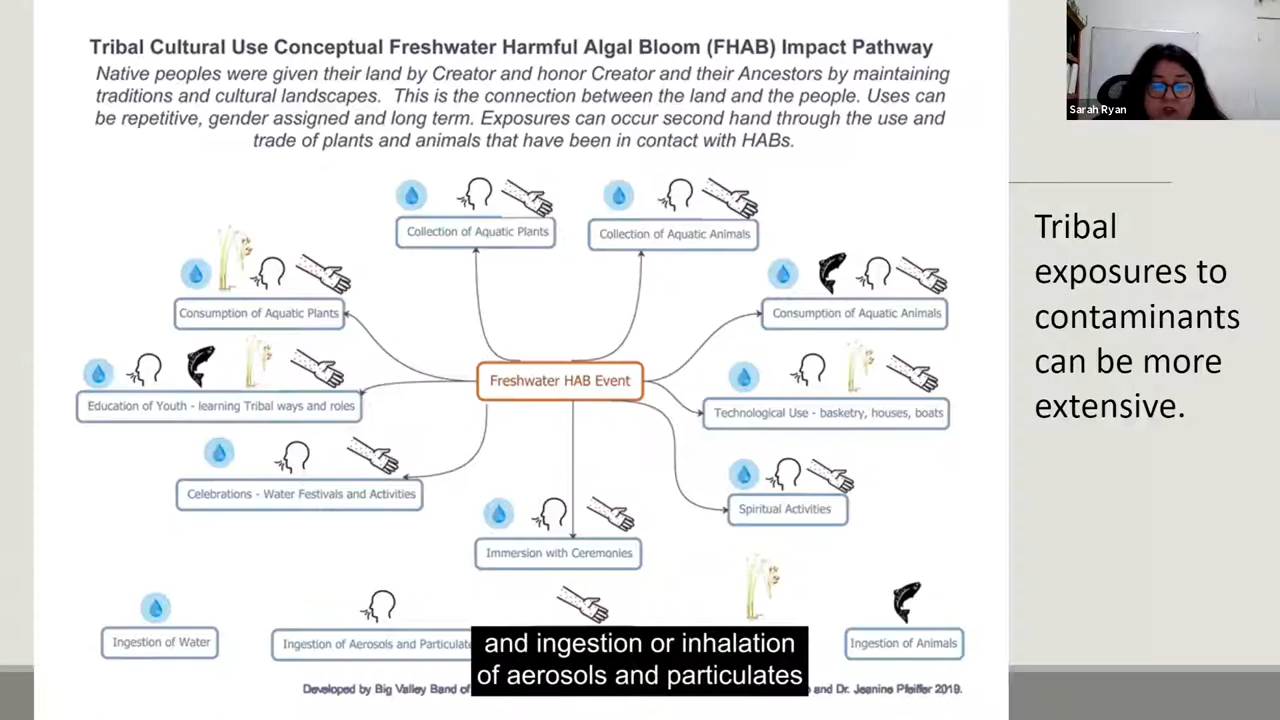 Tribal Cultural Use Conceptual Freshwater Harmful Algal Bloom (FHAB) Impact Pathway
Native peoples were given their land by Creator and honor Creator and their Ancestors by maintaining
traditions and cultural landscapes. This is the connection between the land and the people. Uses can
be repetitive, gender assigned and long term. Exposures can occur second hand through the use and
trade of plants and animals that have been in contact with HABs.
Sarah Ryan
Tribal
exposures to
contaminants
can be more
extensive.
Collection of Aquatic Plants
Collection of Aquatic Animals
Consumption of Aquatic Plants
Consumption of Aquatic Animals
Freshwater HAB Event
Education of Youth - learning Tribal ways and roles
Technological Use - basketry, houses, boats
Celebrations - Water Festivals and Activities
Spiritual Activities
Immersion with Ceremonies
Ingestion of Water
Ingestion of Aerosols and Particulate
Ingestion of Animals
and ingestion or inhalation
of aerosols and particulates
Developed by Big Valley Band of
and Dr. Jeanine Pfeiffer 2019.